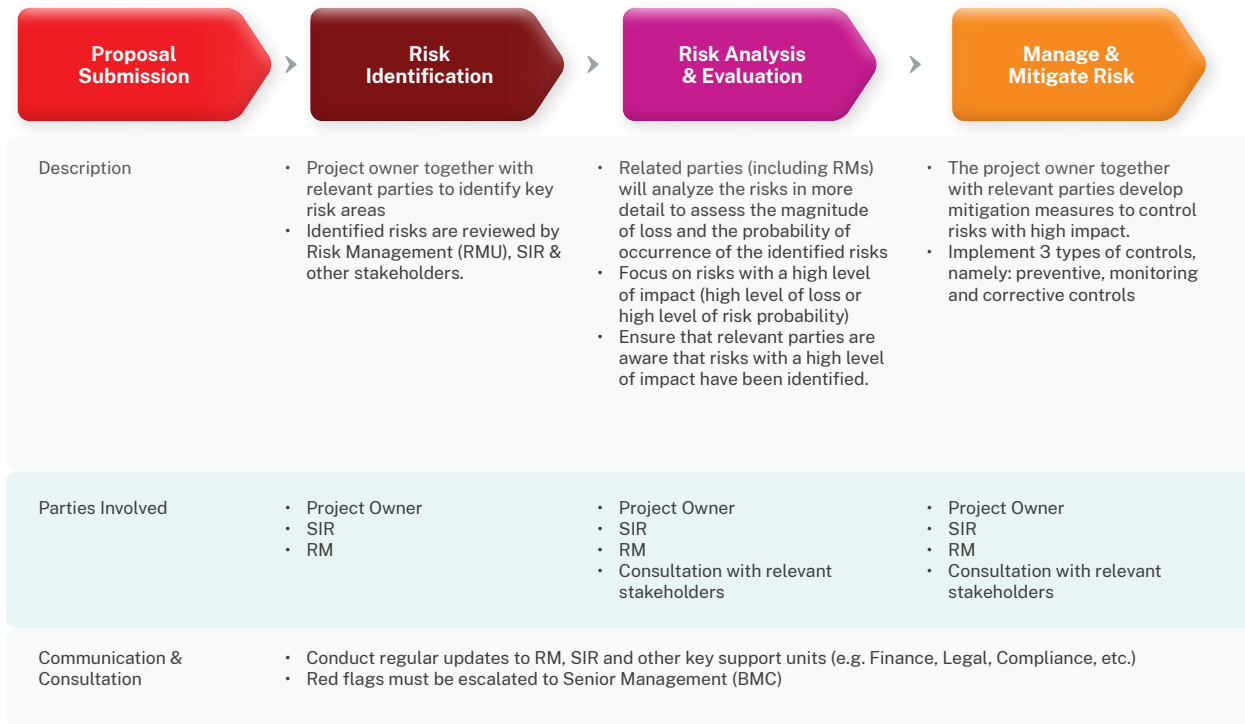 Proposal
Submission
Risk
Identification
Risk Analysis
& Evaluation
Manage &
Mitigate Risk
Description
• Project owner together with
relevant parties to identify key
risk areas
• Identified risks are reviewed by
Risk Management (RMU), SIR &
other stakeholders.
• Related parties (including RMs)
will analyze the risks in more
detail to assess the magnitude
of loss and the probability of
occurrence of the identified risks
• Focus on risks with a high level
of impact (high level of loss or
high level of risk probability)
• Ensure that relevant parties are
aware that risks with a high level
of impact have been identified.
• The project owner together
with relevant parties develop
mitigation measures to control
risks with high impact.
• Implement 3 types of controls,
namely: preventive, monitoring
and corrective controls
Parties Involved
• Project Owner
• SIR
• RM
• Project Owner
• SIR
• RM
• Consultation with relevant
stakeholders
• Project Owner
• SIR
• RM
• Consultation with relevant
stakeholders
Communication &
Consultation
• Conduct regular updates to RM, SIR and other key support units (e.g. Finance, Legal, Compliance, etc.)
• Red flags must be escalated to Senior Management (BMC)